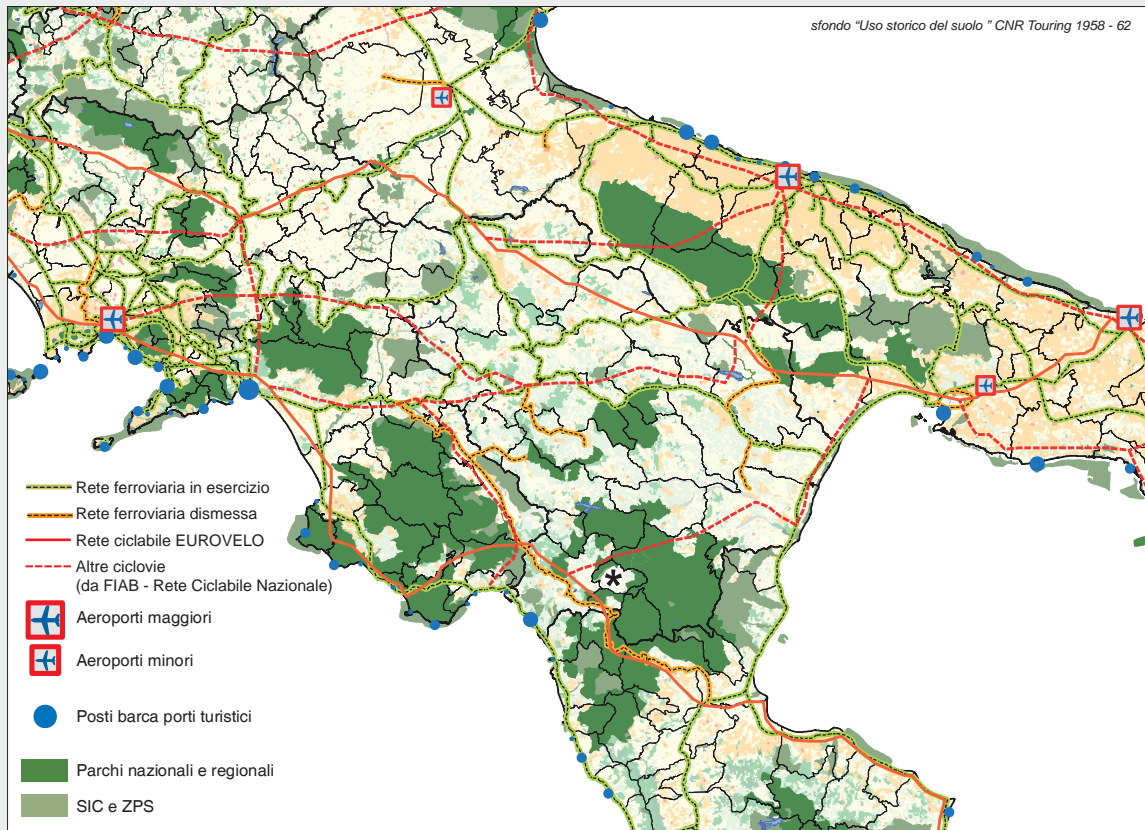 sfondo “Uso storico del suolo ” CNR Touring 1958 - 62
Rete ferroviaria in esercizio
Rete ferroviaria dismessa
Rete ciclabile EUROVELO
Altre ciclovie
(da FIAB - Rete Ciclabile Nazionale)
Aeroporti maggiori
Aeroporti minori
Posti barca porti turistici
Parchi nazionali e regionali
SIC e ZPS
*